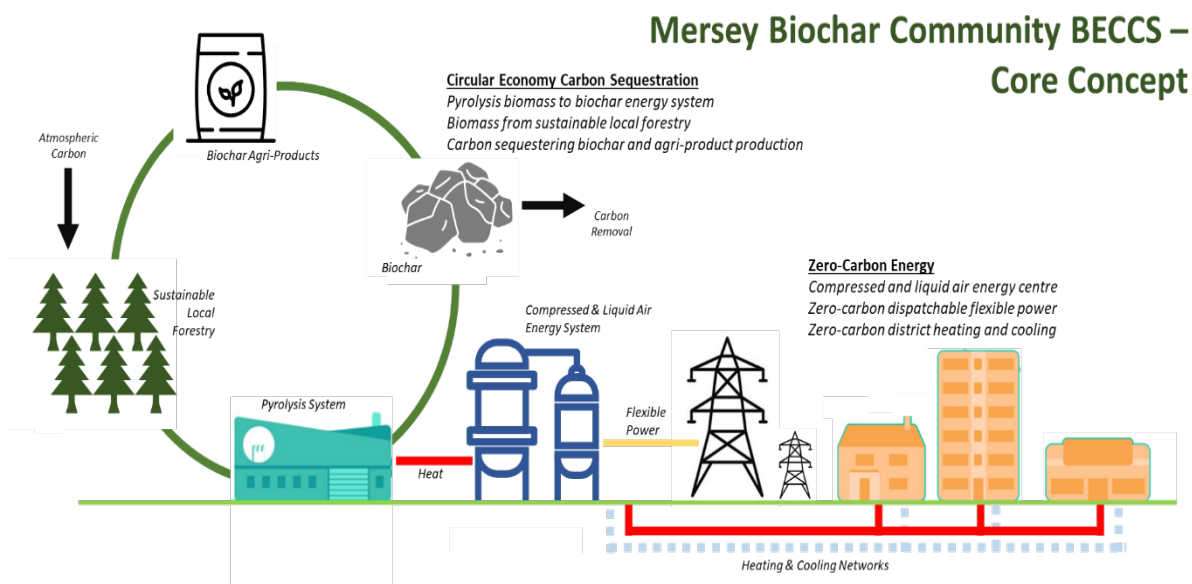 Mersey Biochar Community BECCS –
Core Concept
Circular Economy Carbon Sequestration
Pyrolysis biomass to biochar energy system
Biomass from sustainable local forestry
Carbon sequestering biochar and agri-product production
Atmospheric
Carbon
Biochar Agri-Products
Biochar
Carbon
Removal
Sustainable
Local
Forestry
Zero-Carbon Energy
Compressed and liquid air energy centre
Zero-carbon dispatchable flexible power
Zero-carbon district heating and cooling
Compressed & Liquid Air
Energy System
Pyrolysis System
Heat
Flexible
Power
Heating & Cooling Networks